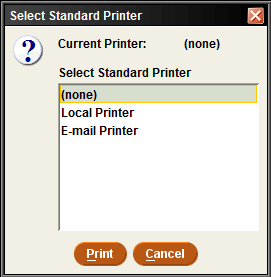 Select Standard Printer
Current Printer: (none)
Select Standard Printer
(none)
Local Printer
E-mail Printer
Print Cancel